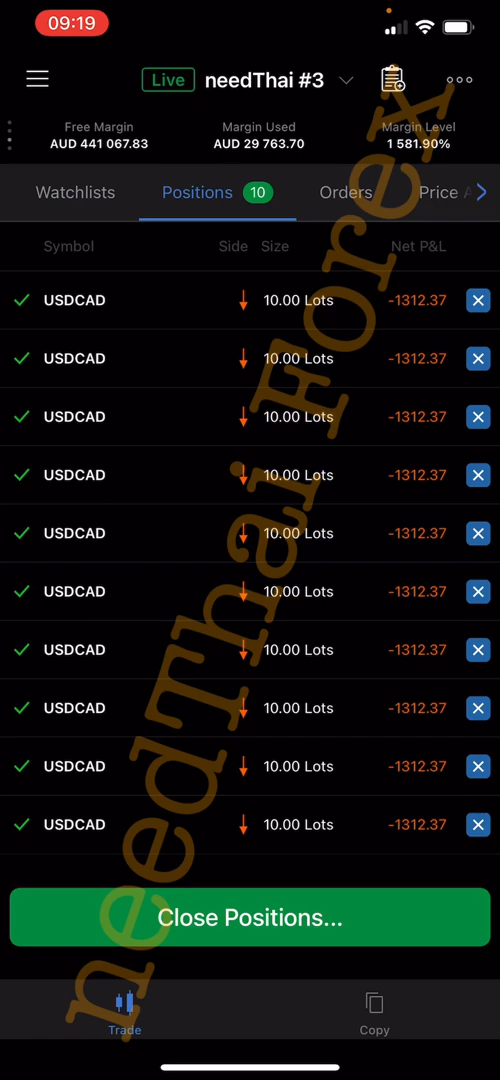 09:19
Live needThai #3
Free Margin Margin Used Margin Level
AUD 441 067.83 AUD 29 763.70 1 581.90%
Watchlists Positions 10 Orders Price
Symbol Side Size Net P&L
USDCAD 10.00 Lots -1312.37
USDCAD 10.00 Lots -1312.37
USDCAD 10.00 Lots -1312.37
USDCAD 10.00 Lots -1312.37
USDCAD 10.00 Lots -1312.37
USDCAD 10.00 Lots -1312.37
USDCAD 10.00 Lots -1312.37
USDCAD 10.00 Lots -1312.37
USDCAD 10.00 Lots -1312.37
USDCAD 10.00 Lots -1312.37
Close Positions...
Trade Copy
needThai Forex